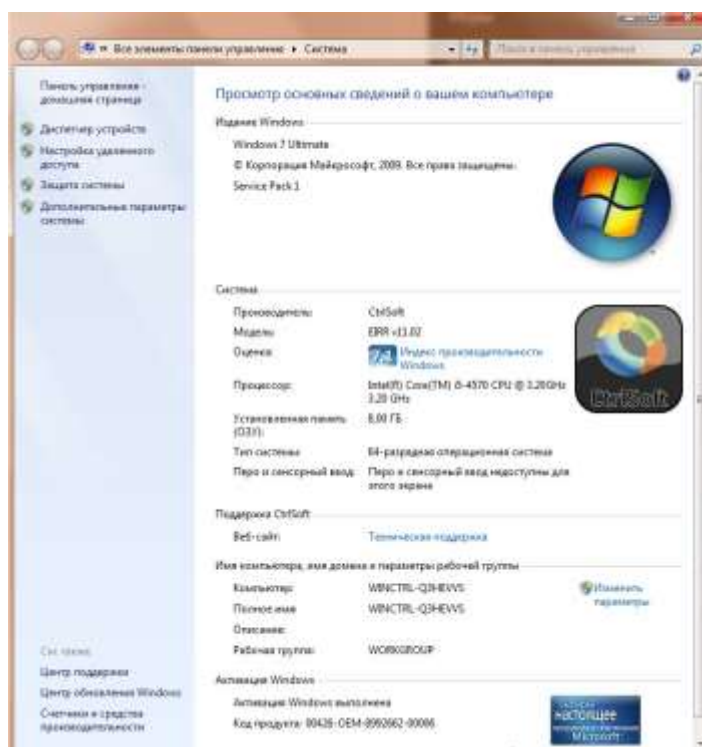 Все элементы панели управления ▸ Система
Поиск в панели управления
Панель управления -
домашняя страница
Диспетчер устройств
Настройка удаленного
доступа
Защита системы
Дополнительные параметры
системы
Просмотр основных сведений о вашем компьютере
Издание Windows
Windows 7 Ultimate
© Корпорация Майкрософт, 2009. Все права защищены.
Service Pack 1
Система
Производитель: CtrlSoft
Модель:
Оценка: 7,4 Индекс производительности
Windows
Процессор: Intel(R) Core(TM) i5-4570 CPU @ 3.20GHz
3.20 GHz
Установленная память 8,00 ГБ
(ОЗУ):
Тип системы: 64-разрядная операционная система
Перо и сенсорный ввод: Перо и сенсорный ввод недоступны для
этого экрана
CtrlSoft
Поддержка CtrlSoft
Веб-сайт: Техническая поддержка
Имя компьютера, имя домена и параметры рабочей группы
Компьютер: WINCTRL-Q3HEVVS
Изменить
параметры
Полное имя: WINCTRL-Q3HEVVS
Описание:
Рабочая группа: WORKGROUP
Активация Windows
Активация Windows выполнена
Код продукта: 00426-OEM-8992662-00006
настоящее
Microsoft
См. также
Центр поддержки
Центр обновления Windows
Счетчики и средства
производительности